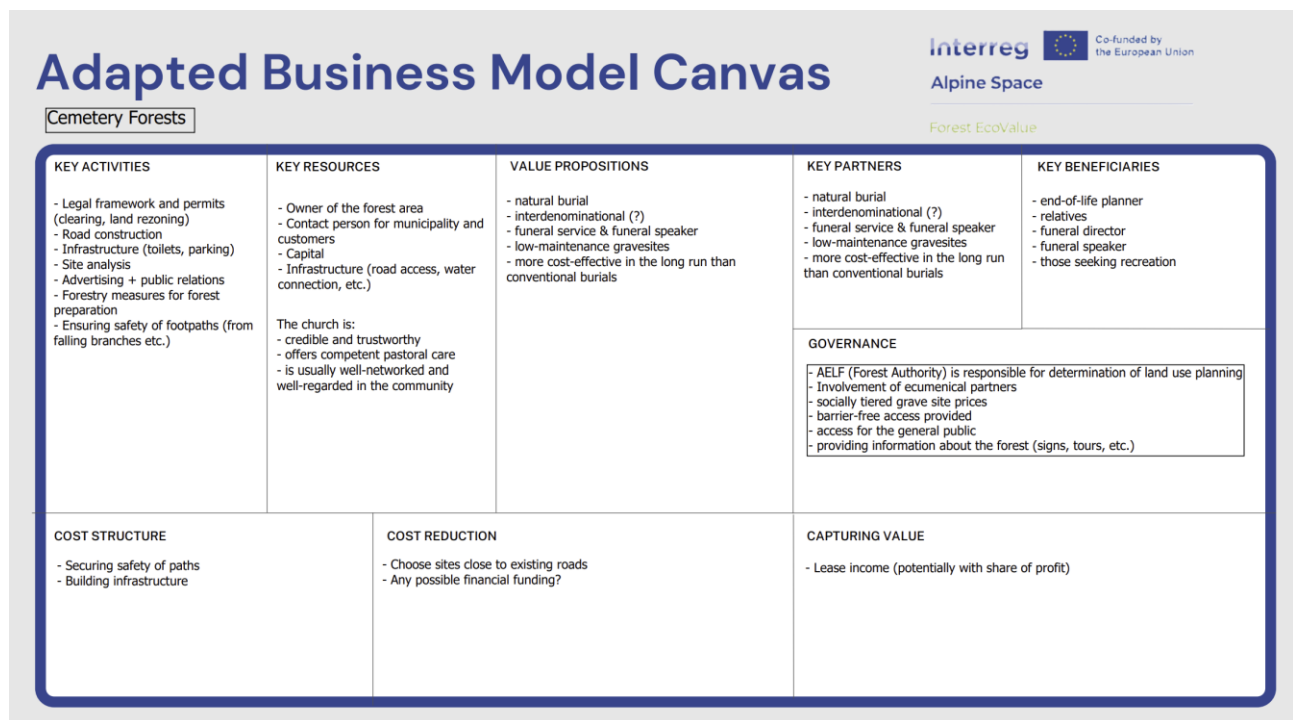 Adapted Business Model Canvas
Interreg
Co-funded by
the European Union
Alpine Space
Forest EcoValue
Cemetery Forests
KEY ACTIVITIES
- Legal framework and permits
(clearing, land rezoning)
- Road construction
- Infrastructure (toilets, parking)
- Site analysis
- Advertising + public relations
- Forestry measures for forest
preparation
- Ensuring safety of footpaths (from
falling branches etc.)
KEY RESOURCES
- Owner of the forest area
- Contact person for municipality and
customers
- Capital
- Infrastructure (road access, water
connection, etc.)
The church is:
- credible and trustworthy
- offers competent pastoral care
- is usually well-networked and
well-regarded in the community
VALUE PROPOSITIONS
- natural burial
- interdenominational (?)
- funeral service & funeral speaker
- low-maintenance gravesites
- more cost-effective in the long run than
conventional burials
KEY PARTNERS
- natural burial
- interdenominational (?)
- funeral service & funeral speaker
- low-maintenance gravesites
- more cost-effective in the long run
than conventional burials
KEY BENEFICIARIES
- end-of-life planner
- relatives
- funeral director
- funeral speaker
- those seeking recreation
GOVERNANCE
- AELF (Forest Authority) is responsible for determination of land use planning
- Involvement of ecumenical partners
- socially tiered grave site prices
- barrier-free access provided
- access for the general public
- providing information about the forest (signs, tours, etc.)
COST STRUCTURE
- Securing safety of paths
- Building infrastructure
COST REDUCTION
- Choose sites close to existing roads
- Any possible financial funding?
CAPTURING VALUE
- Lease income (potentially with share of profit)